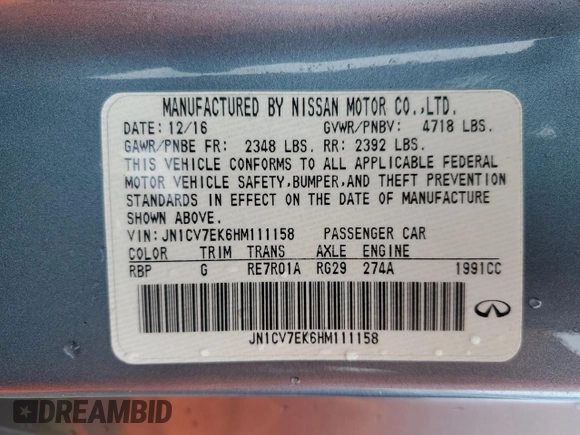 MANUFACTURED BY NISSAN MOTOR CO.,LTD.
DATE: 12/16 GVWR/PNBV: 4718 LBS.
GAWR/PNBE FR: 2348 LBS. RR: 2392 LBS.
THIS VEHICLE CONFORMS TO ALL APPLICABLE FEDERAL
MOTOR VEHICLE SAFETY,BUMPER,AND THEFT PREVENTION
STANDARDS IN EFFECT ON THE DATE OF MANUFACTURE
SHOWN ABOVE.
VIN: JN1CV7EK6HM111158 PASSENGER CAR
COLOR TRIM TRANS AXLE ENGINE
RBP G RE7R01A RG29 274A 1991CC
JN1CV7EK6HM111158
DREAMBID